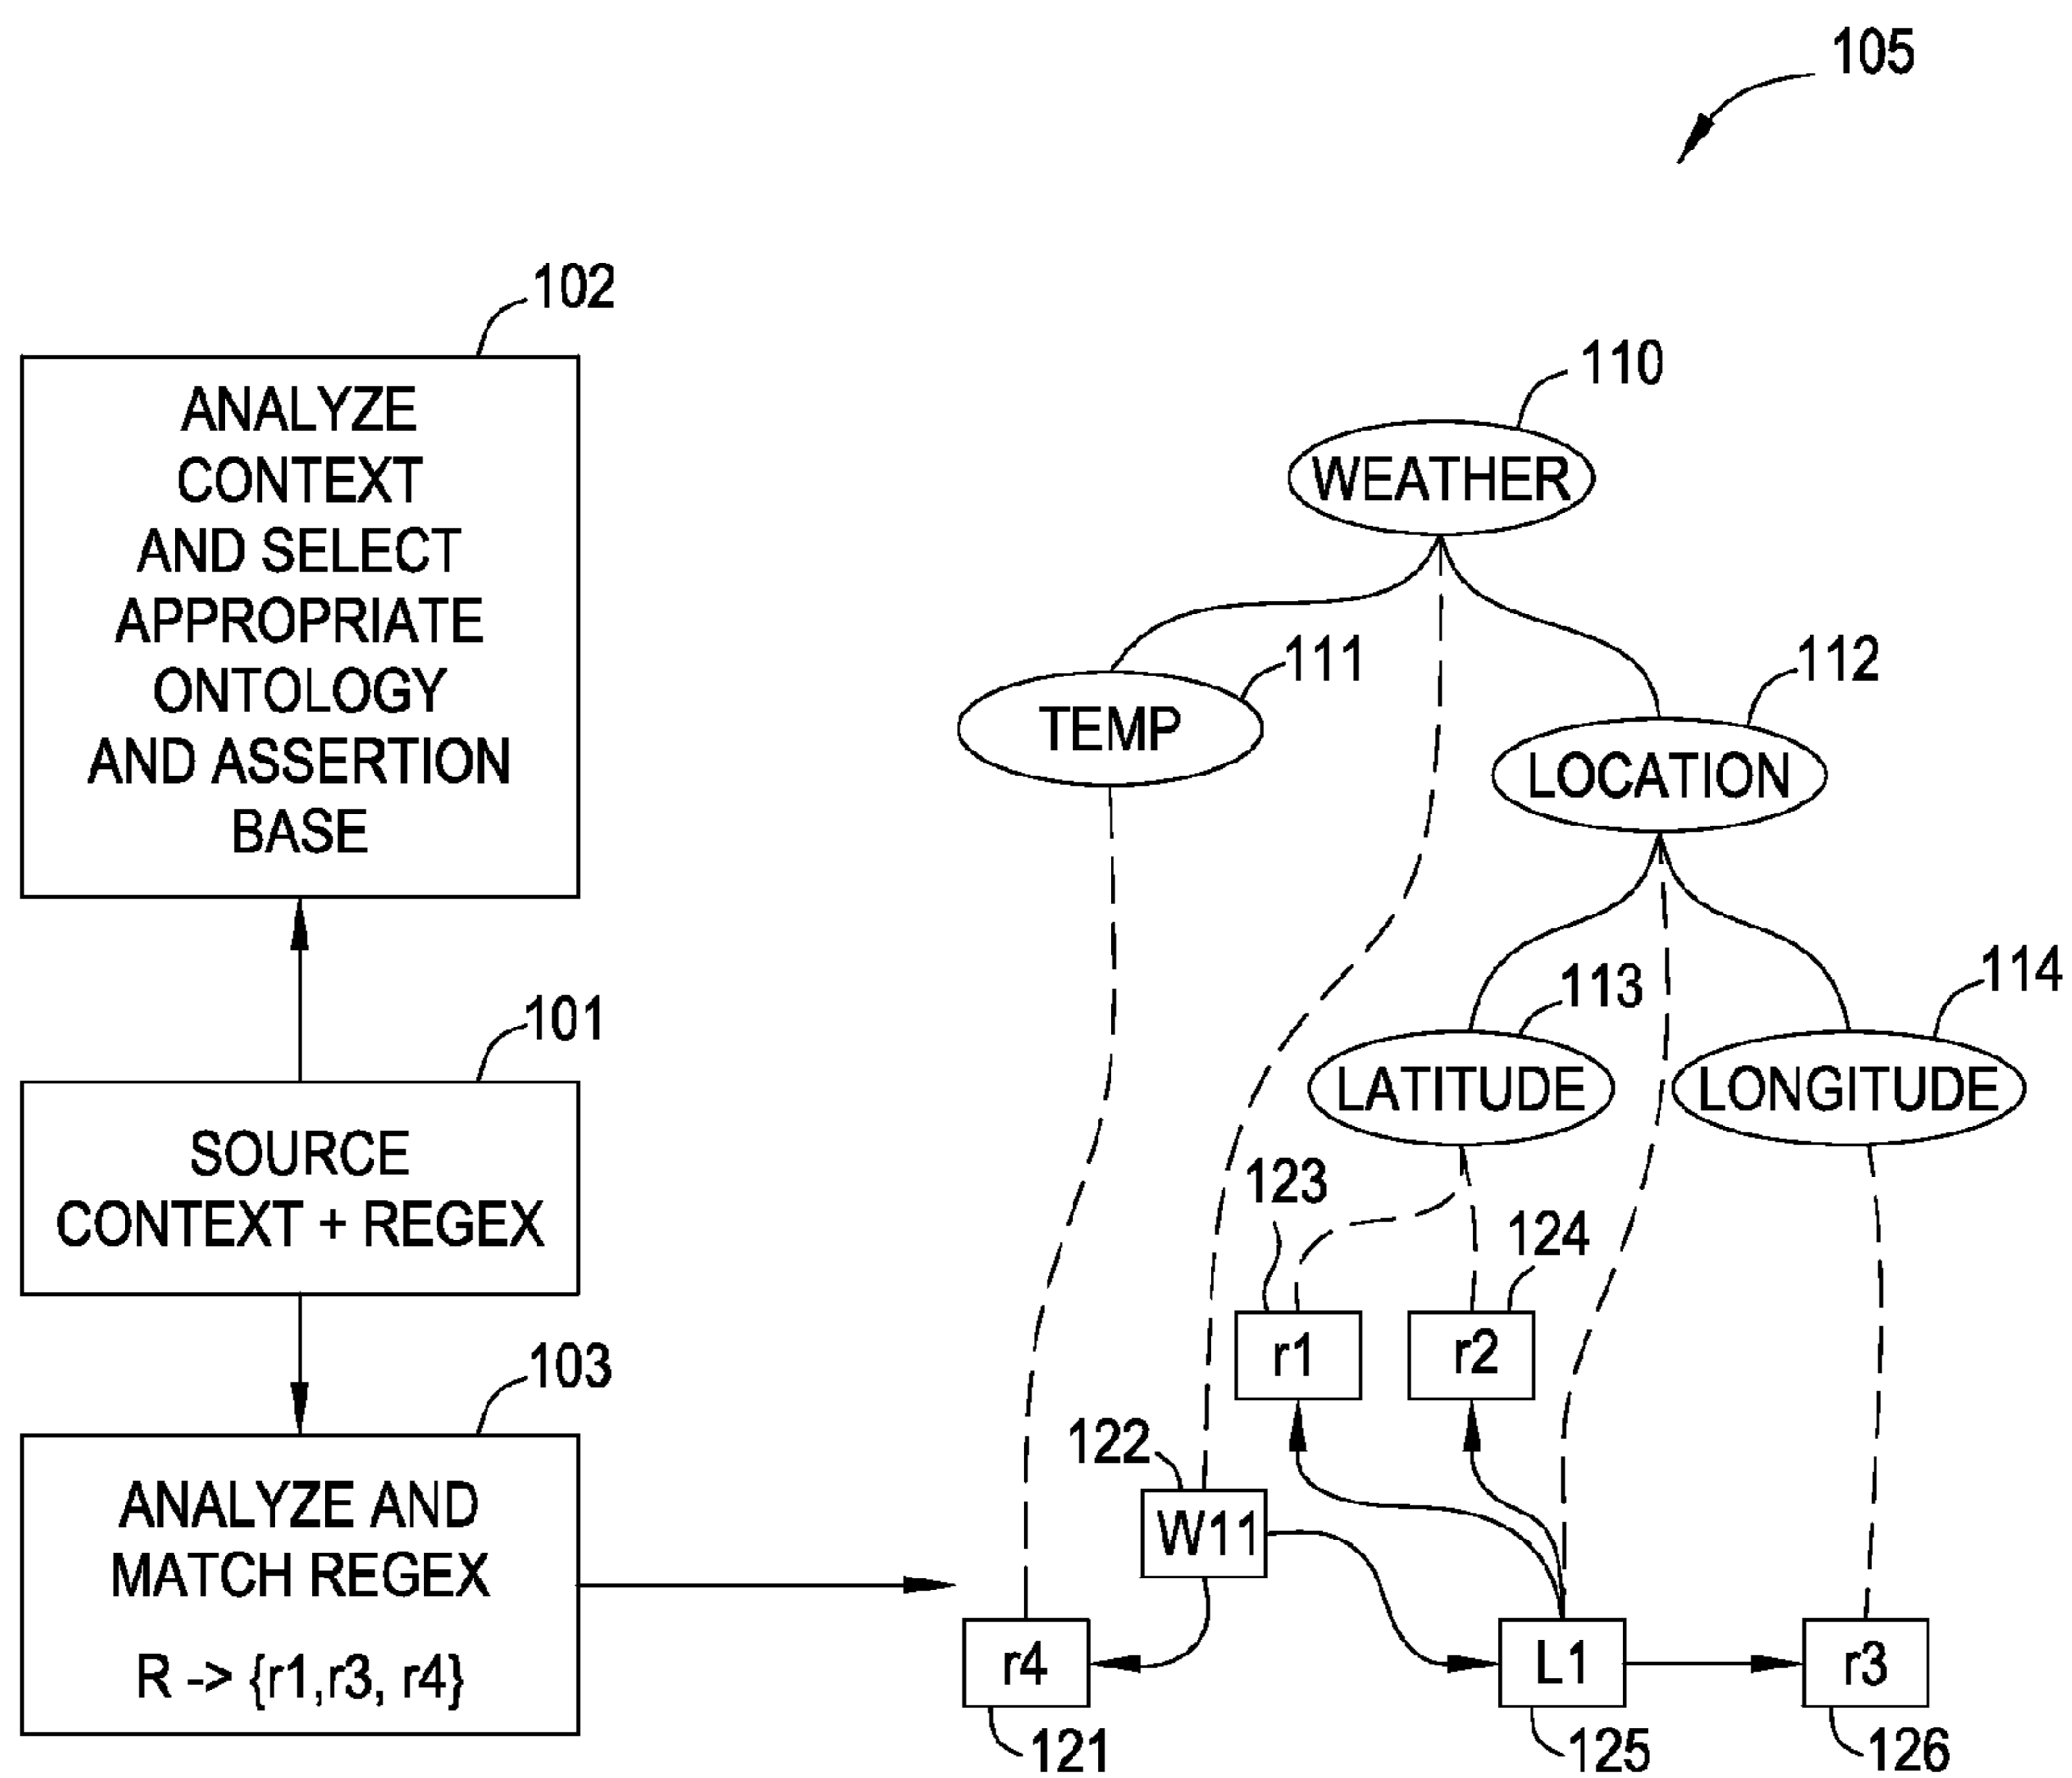 105
102
ANALYZE
CONTEXT
AND SELECT
APPROPRIATE
ONTOLOGY
AND ASSERTION
BASE
101
SOURCE
CONTEXT + REGEX
103
ANALYZE AND
MATCH REGEX
R -> {r1,r3, r4}
110
WEATHER
111
TEMP
112
LOCATION
113
LATITUDE
114
LONGITUDE
123
r1
124
r2
122
W11
r4
121
L1
125
r3
126